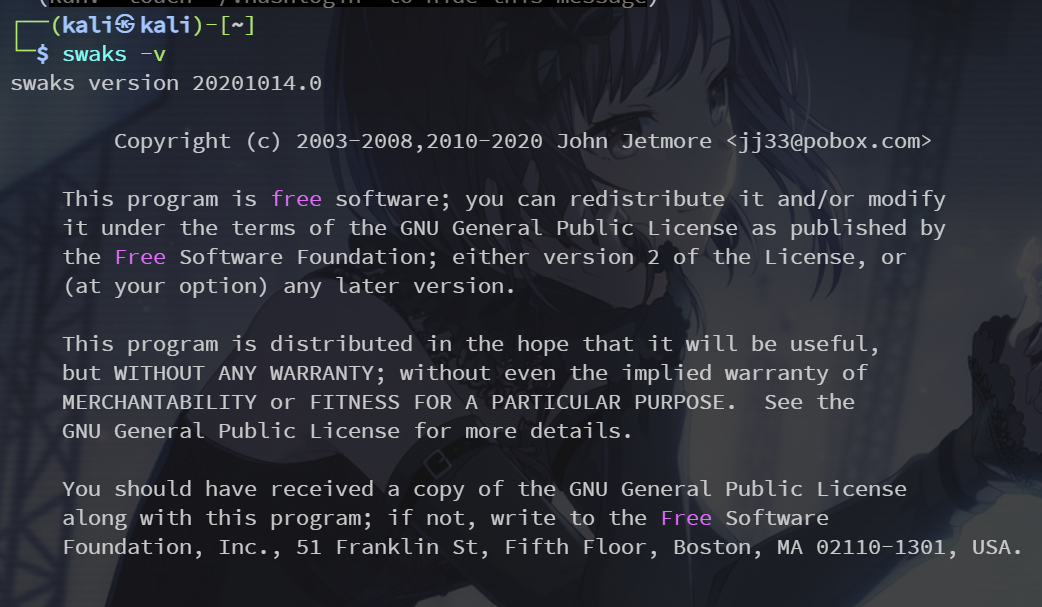 to hide this message)
┌──(kali㉿kali)-[~]
└─$ swaks -v
swaks version 20201014.0
Copyright (c) 2003-2008,2010-2020 John Jetmore <jj33@pobox.com>
This program is free software; you can redistribute it and/or modify
it under the terms of the GNU General Public License as published by
the Free Software Foundation; either version 2 of the License, or
(at your option) any later version.
This program is distributed in the hope that it will be useful,
but WITHOUT ANY WARRANTY; without even the implied warranty of
MERCHANTABILITY or FITNESS FOR A PARTICULAR PURPOSE.  See the
GNU General Public License for more details.
You should have received a copy of the GNU General Public License
along with this program; if not, write to the Free Software
Foundation, Inc., 51 Franklin St, Fifth Floor, Boston, MA 02110-1301, USA.